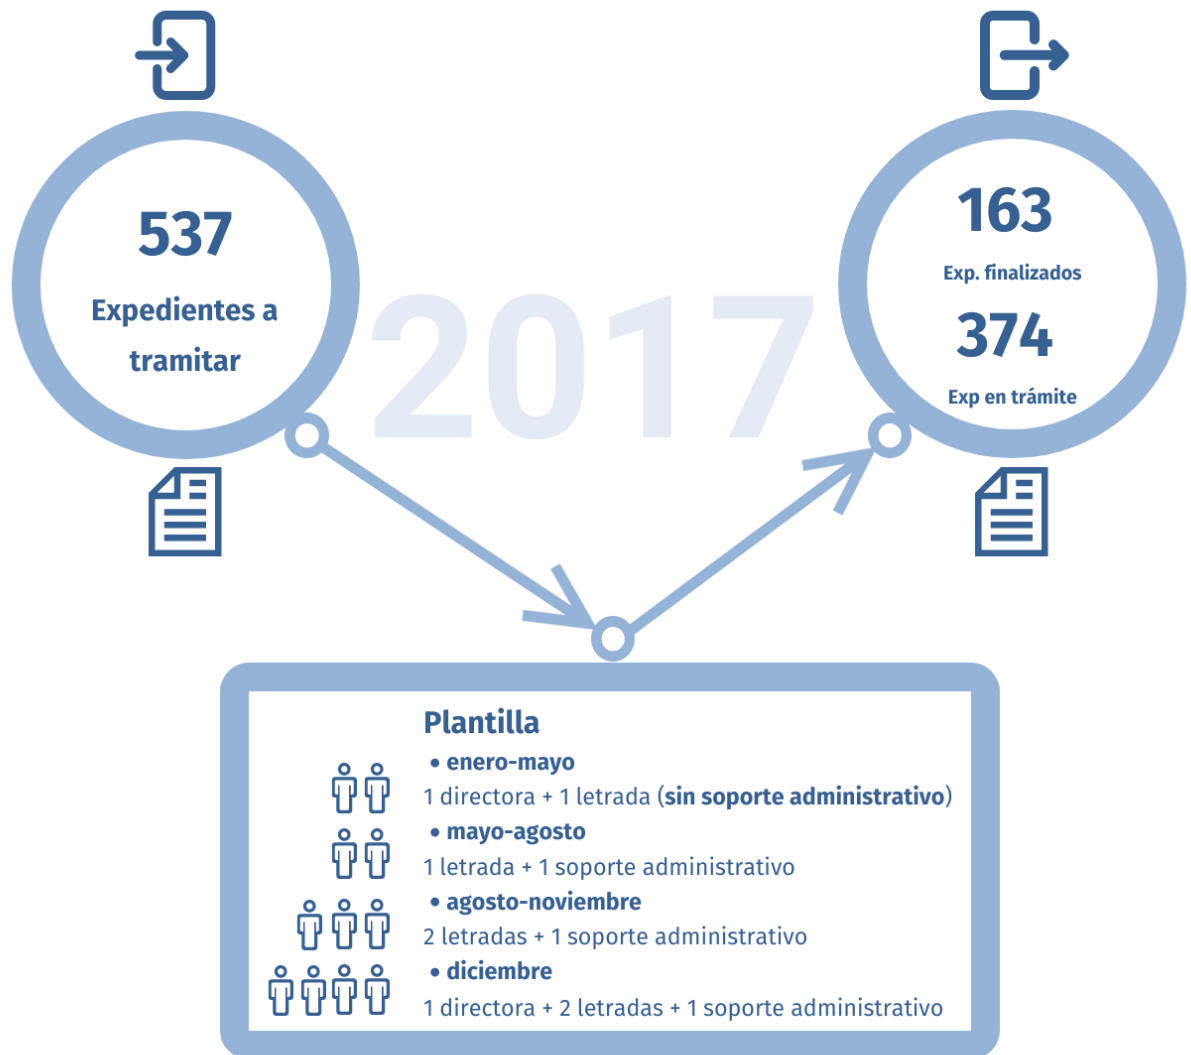 537
Expedientes a
tramitar
2017
163
Exp. finalizados
374
Exp en trámite
Plantilla
• enero-mayo
1 directora + 1 letrada (sin soporte administrativo)
• mayo-agosto
1 letrada + 1 soporte administrativo
• agosto-noviembre
2 letradas + 1 soporte administrativo
• diciembre
1 directora + 2 letradas + 1 soporte administrativo